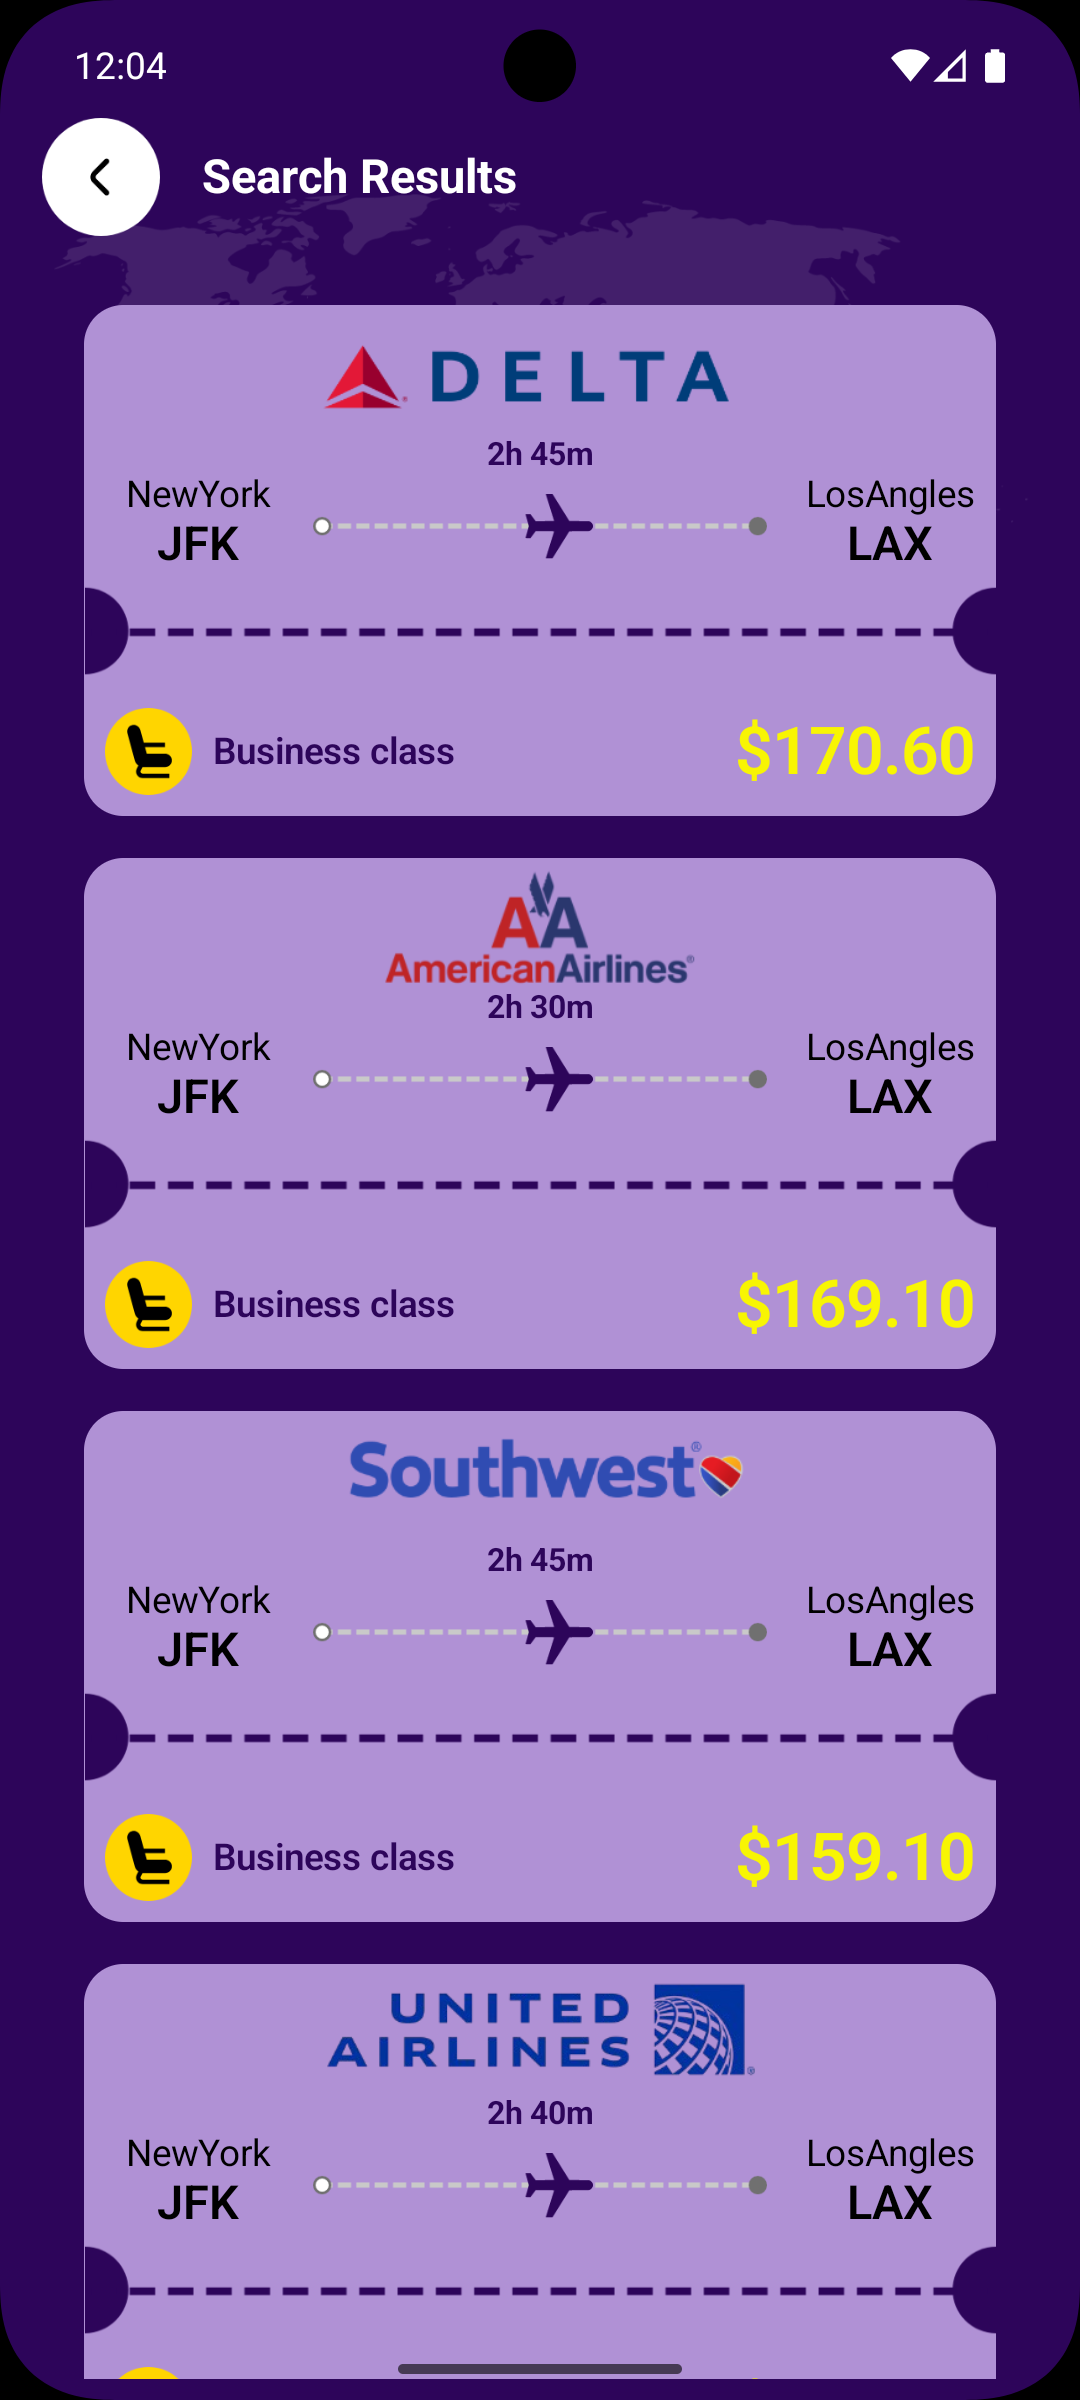 12:04
Search Results
DELTA
2h 45m
NewYork
LosAngles
JFK
LAX
Business class
$170.60
AA
AmericanAirlines®
2h 30m
NewYork
LosAngles
JFK
LAX
Business class
$169.10
Southwest®
2h 45m
NewYork
LosAngles
JFK
LAX
Business class
$159.10
UNITED
AIRLINES®
2h 40m
NewYork
LosAngles
JFK
LAX